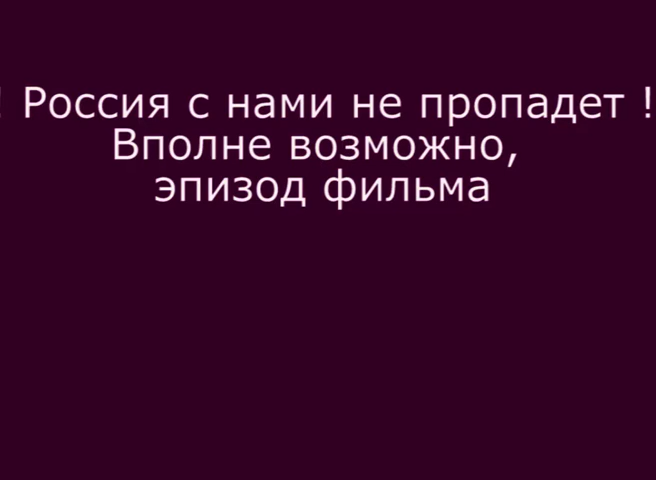 ! Россия с нами не пропадет !
Вполне возможно,
эпизод фильма